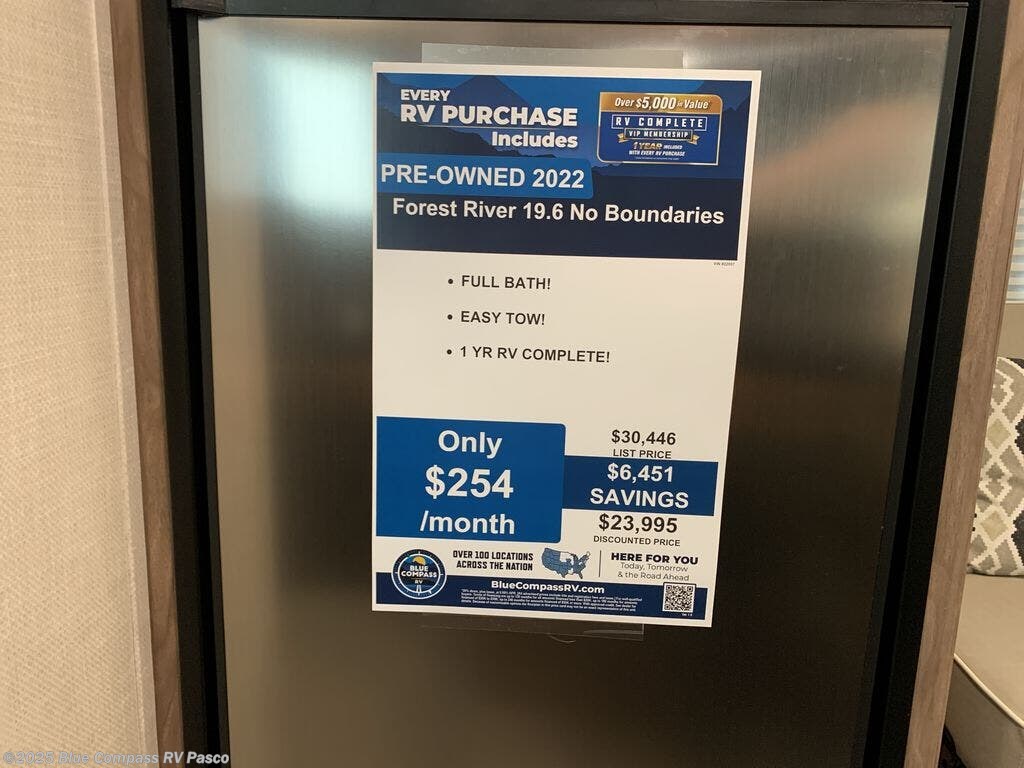 EVERY
RV PURCHASE
Includes
Over $5,000 in Value*
RV COMPLETE
VIP MEMBERSHIP
1 YEAR INCLUDED
WITH EVERY RV PURCHASE
PRE-OWNED 2022
Forest River 19.6 No Boundaries
• FULL BATH!
• EASY TOW!
• 1 YR RV COMPLETE!
Only
$254
/month
$30,446
LIST PRICE
$6,451
SAVINGS
$23,995
DISCOUNTED PRICE
BLUE
COMPASS
RV
OVER 100 LOCATIONS
ACROSS THE NATION
HERE FOR YOU
Today, Tomorrow
& the Road Ahead
BlueCompassRV.com
©2025 Blue Compass RV Pasco